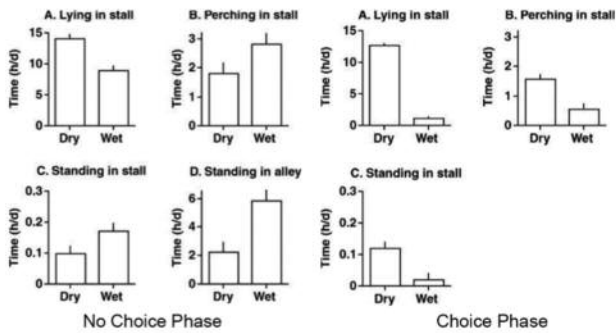 A. Lying in stall
B. Perching in stall
A. Lying in stall
B. Perching in stall
Time (h/d)
15
10
5
0
Dry Wet
Time (h/d)
3
2
1
0
Dry Wet
Time (h/d)
15
10
5
0
Dry Wet
Time (h/d)
3
2
1
0
Dry Wet
C. Standing in stall
D. Standing in alley
C. Standing in stall
Time (h/d)
0.3
0.2
0.1
0
Dry Wet
Time (h/d)
6
4
2
0
Dry Wet
Time (h/d)
0.3
0.2
0.1
0
Dry Wet
No Choice Phase
Choice Phase